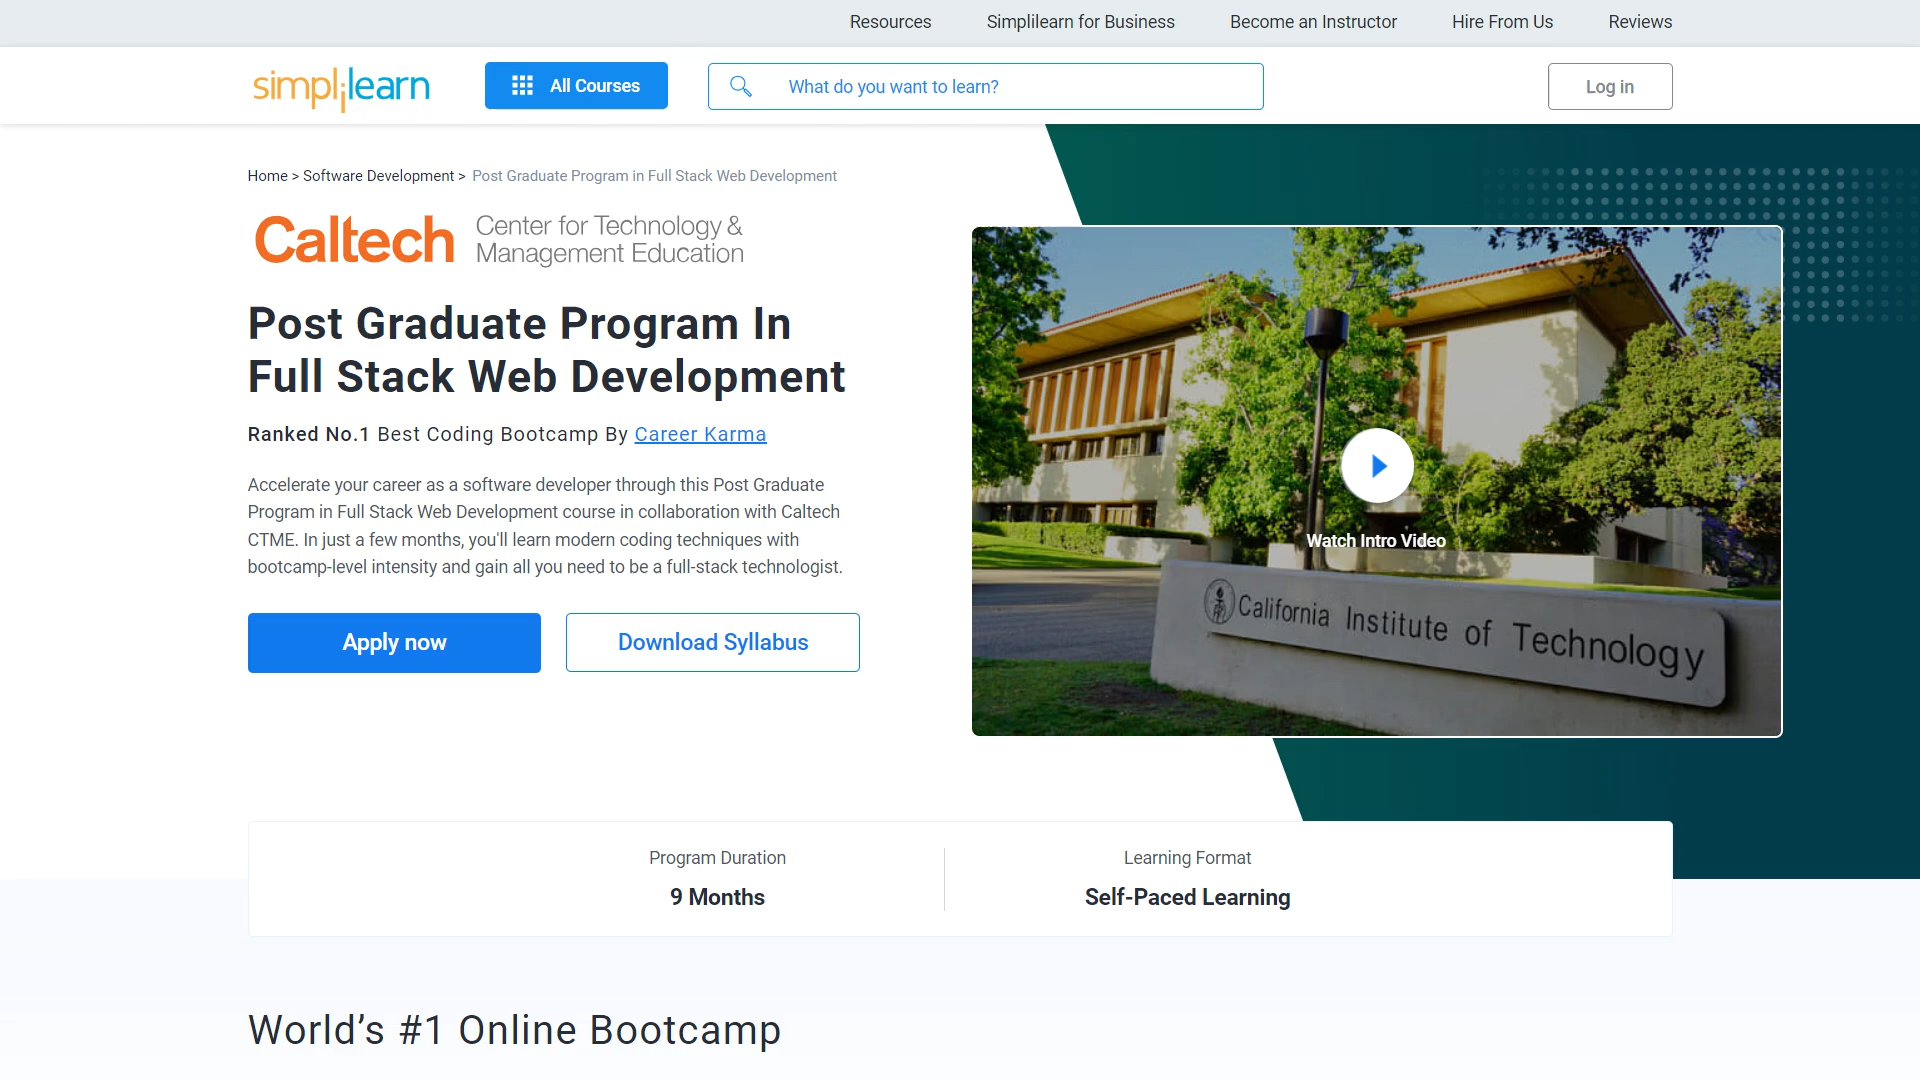 Resources Simplilearn for Business Become an Instructor Hire From Us Reviews
simplilearn All Courses What do you want to learn? Log in
Home > Software Development > Post Graduate Program in Full Stack Web Development
Caltech Center for Technology &
Management Education
Post Graduate Program In
Full Stack Web Development
Ranked No.1 Best Coding Bootcamp By Career Karma
Accelerate your career as a software developer through this Post Graduate
Program in Full Stack Web Development course in collaboration with Caltech
CTME. In just a few months, you'll learn modern coding techniques with
bootcamp-level intensity and gain all you need to be a full-stack technologist.
Apply now Download Syllabus
Watch Intro Video
California Institute of Technology
Program Duration Learning Format
9 Months Self-Paced Learning
World’s #1 Online Bootcamp